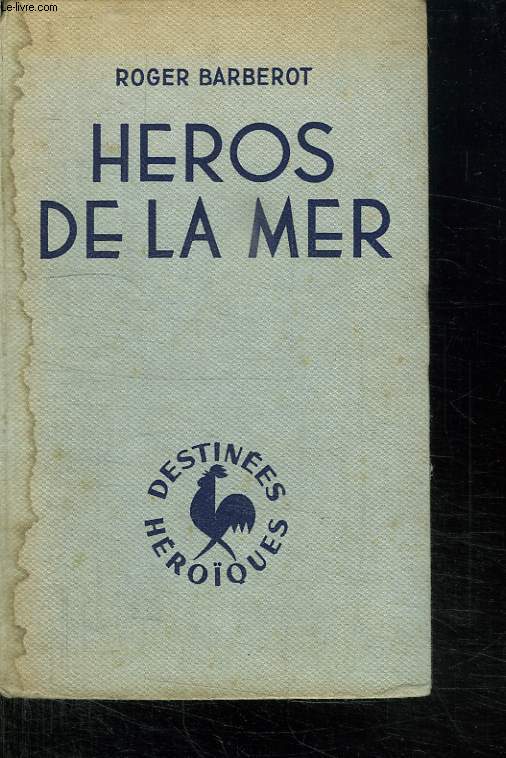 Le-livre.com
ROGER BARBEROT
HEROS
DE LA MER
DESTINÉES
HÉROÏQUES